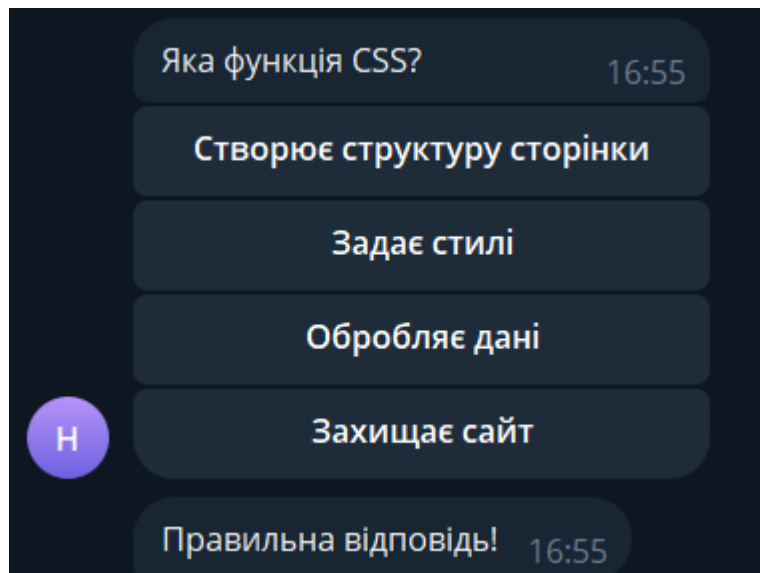 Яка функція CSS?
16:55
Створює структуру сторінки
Задає стилі
Обробляє дані
Захищає сайт
Н
Правильна відповідь!
16:55